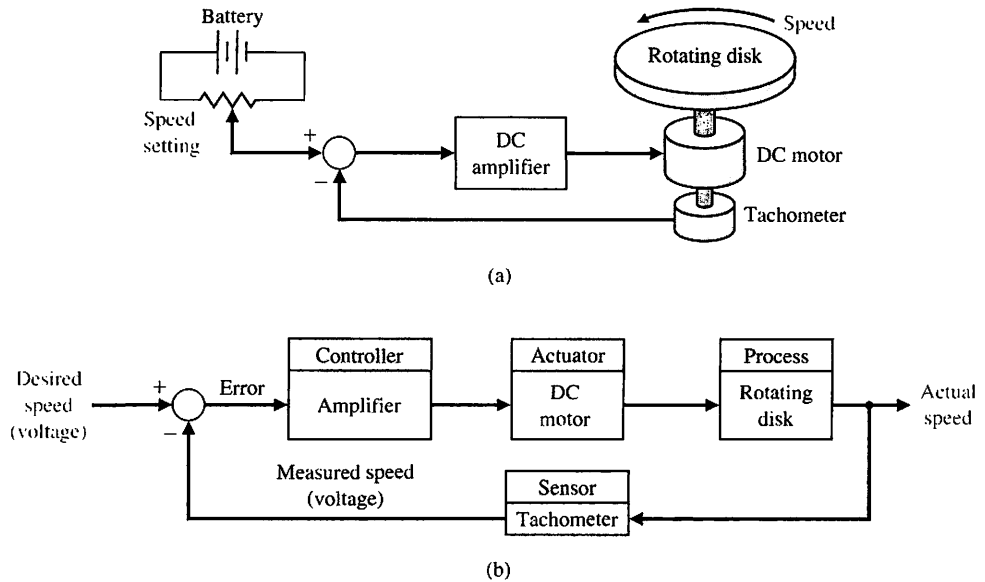 Battery
Speed
Rotating disk
Speed
setting
+
−
DC
amplifier
DC motor
Tachometer
(a)
Desired
speed
(voltage)
+
−
Error
Controller
Amplifier
Actuator
DC
motor
Process
Rotating
disk
Actual
speed
Measured speed
(voltage)
Sensor
Tachometer
(b)